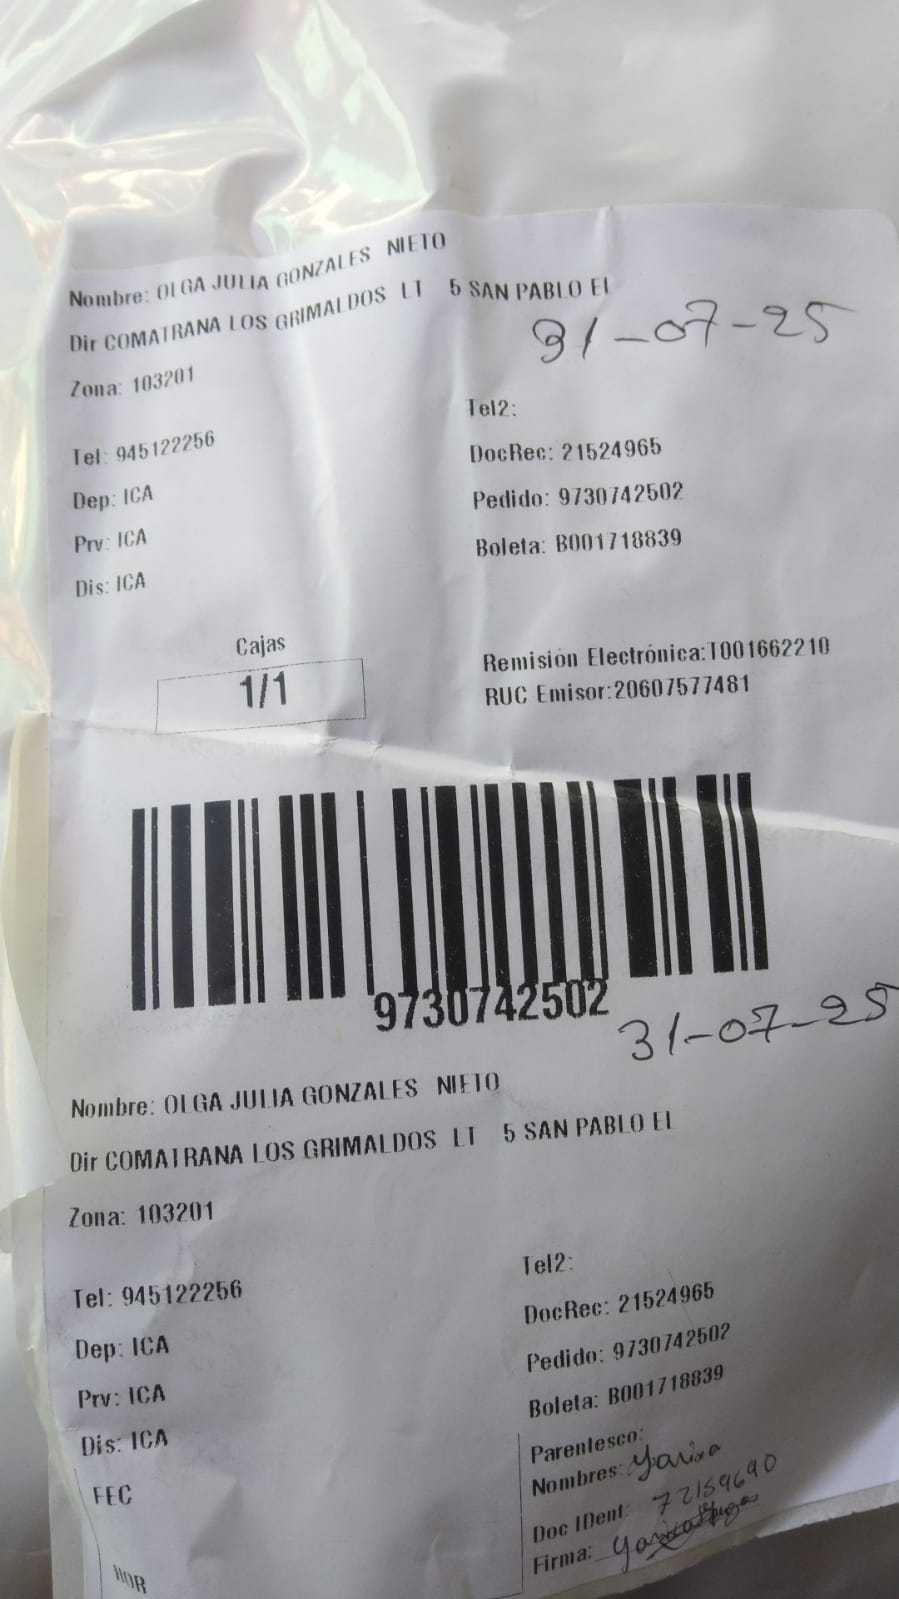 Nombre: OLGA JULIA GONZALES NIETO
Dir COMATRANA LOS GRIMALDOS LT 5 SAN PABLO EL
31-07-25
Zona: 103201
Tel2:
Tel: 945122256
DocRec: 21524965
Dep: ICA
Pedido: 9730742502
Prv: ICA
Boleta: B001718839
Dis: ICA
Cajas
1/1
Remisión Electrónica:T001662210
RUC Emisor:20607577481
9730742502
31-07-25
Nombre: OLGA JULIA GONZALES NIETO
Dir COMATRANA LOS GRIMALDOS LT 5 SAN PABLO EL
Zona: 103201
Tel2:
Tel: 945122256
DocRec: 21524965
Dep: ICA
Pedido: 9730742502
Prv: ICA
Boleta: B001718839
Dis: ICA
Parentesco:
FEC
Nombres: Yarixa
Doc IDent: 72159690
Firma:
HOR